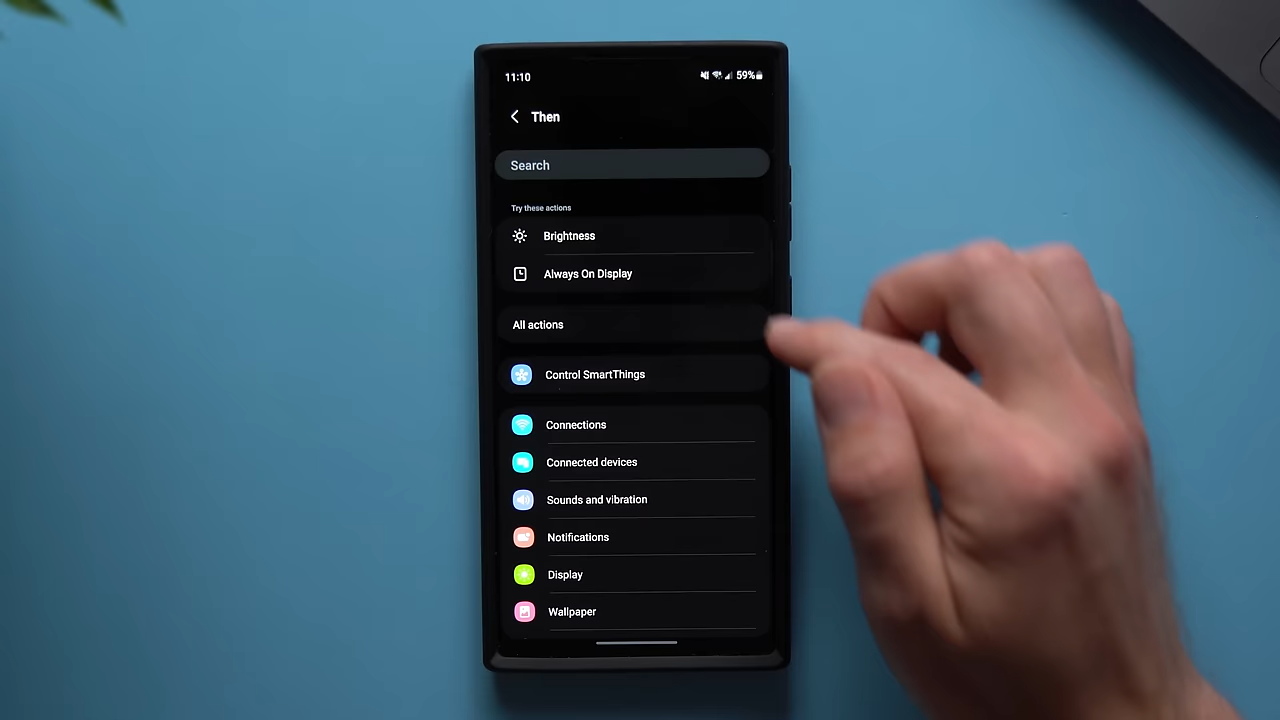 11:10
59%
Then
Search
Try these actions
Brightness
Always On Display
All actions
Control SmartThings
Connections
Connected devices
Sounds and vibration
Notifications
Display
Wallpaper